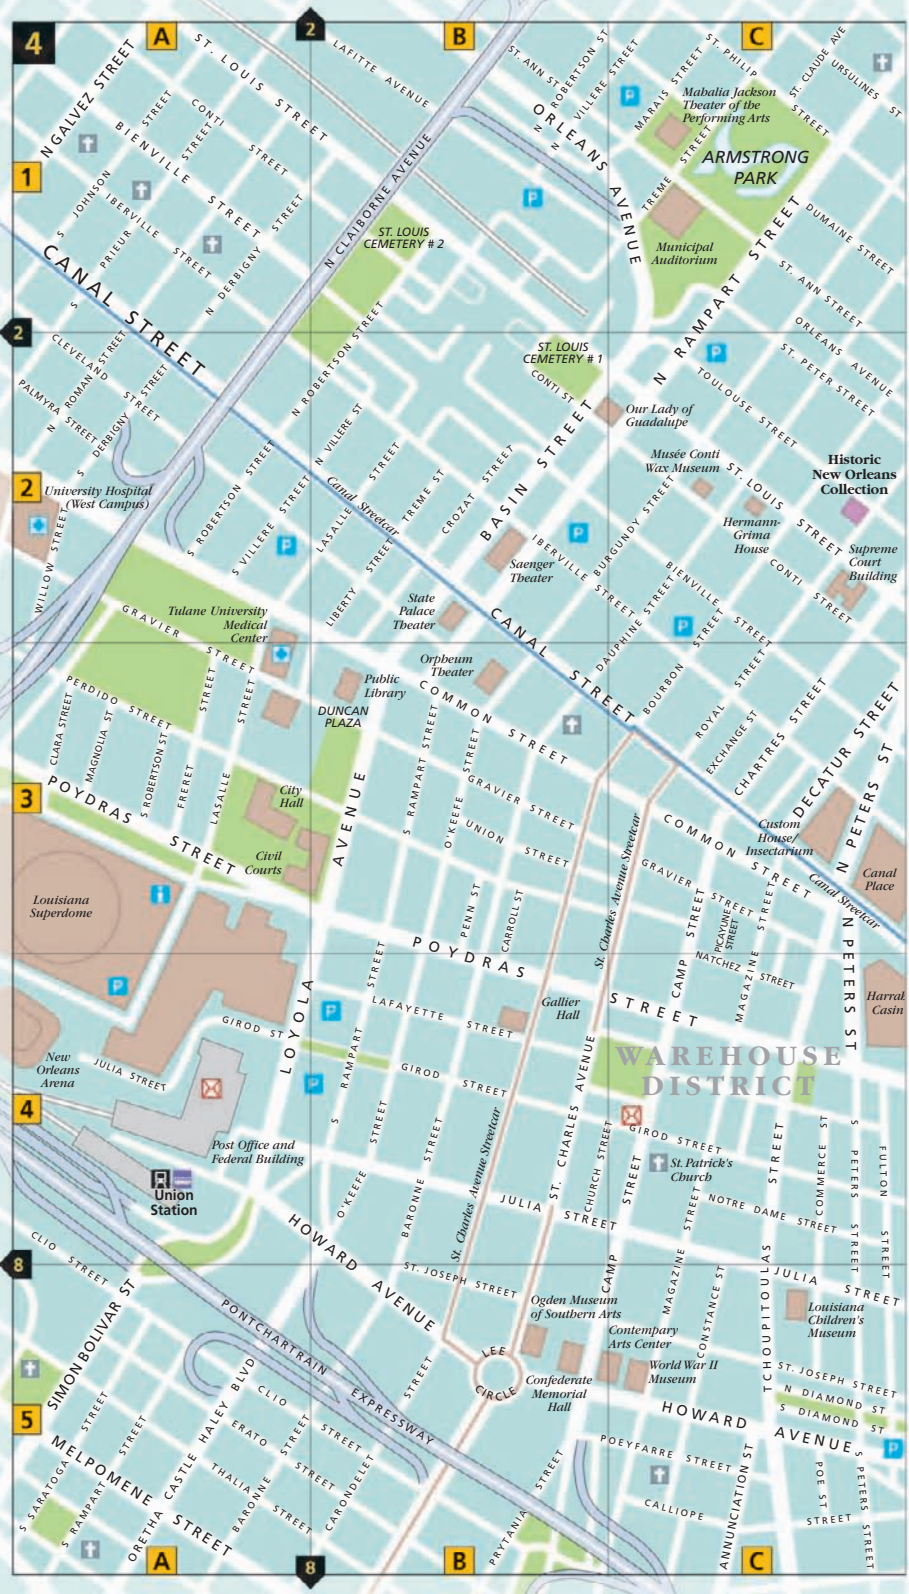 4
A
2
B
C
ST. LOUIS STREET
LAFITTE AVENUE
ST. ANN ST
N ROBERTSON ST
N VILLERE STREET
MARAIS STREET
ST. PHILIP STREET
ST. CLAUDE AVE
URSULINES ST
N GALVEZ STREET
ORLEANS AVENUE
P
Mahalia Jackson
Theater of the
Performing Arts
S JOHNSON STREET
CONTI STREET
BIENVILLE STREET
ARMSTRONG
PARK
1
TREME STREET
P
IBERVILLE STREET
S PRIEUR STREET
N CLAIBORNE AVENUE
DUMAINE STREET
ST. LOUIS
CEMETERY # 2
Municipal
Auditorium
N DERBIGNY STREET
CANAL STREET
N RAMPART STREET
ST. ANN STREET
2
ORLEANS AVENUE
CLEVELAND STREET
N ROMAN STREET
S DERBIGNY STREET
PALMYRA STREET
N ROBERTSON STREET
ST. LOUIS
CEMETERY # 1
CONTI ST
P
ST. PETER STREET
TOULOUSE STREET
N VILLERE ST
Our Lady of
Guadalupe
BASIN STREET
Musée Conti
Wax Museum
ST. LOUIS STREET
Historic
New Orleans
Collection
2
University Hospital
(West Campus)
S ROBERTSON STREET
S VILLERE STREET
Canal Streetcar
LASALLE STREET
TREME ST
CROZAT STREET
BURGUNDY STREET
Hermann-
Grima
House
Supreme
Court
Building
P
P
IBERVILLE STREET
Saenger
Theater
CONTI STREET
WILLOW STREET
LIBERTY STREET
BIENVILLE STREET
GRAVIER STREET
Tulane University
Medical
Center
State
Palace
Theater
CANAL STREET
DAUPHINE STREET
P
BOURBON STREET
ROYAL STREET
Orpheum
Theater
Public
Library
COMMON STREET
PERDIDO STREET
DUNCAN
PLAZA
EXCHANGE ST
CHARTRES STREET
DECATUR STREET
N PETERS ST
CLARA STREET
MAGNOLIA ST
S ROBERTSON ST
FRERET STREET
LASALLE STREET
S RAMPART STREET
O'KEEFE STREET
GRAVIER STREET
UNION STREET
3
POYDRAS STREET
City
Hall
Civil
Courts
LOYOLA AVENUE
St. Charles Avenue Streetcar
COMMON STREET
Custom
House/
Insectarium
Canal
Place
Canal Streetcar
GRAVIER STREET
PICAYUNE
STREET
Louisiana
Superdome
i
PENN ST
CARROLL ST
POYDRAS STREET
CAMP STREET
NATCHEZ STREET
MAGAZINE STREET
N PETERS ST
P
P
LAFAYETTE STREET
Gallier
Hall
Harrah
Casin
GIROD ST
S RAMPART STREET
WAREHOUSE
DISTRICT
New
Orleans
Arena
JULIA STREET
P
GIROD STREET
ST. CHARLES AVENUE
4
GIROD STREET
Post Office and
Federal Building
St. Patrick's
Church
CHURCH STREET
COMMERCE ST
S PETERS STREET
FULTON STREET
Union
Station
O'KEEFE STREET
BARONNE STREET
St. Charles Avenue Streetcar
JULIA STREET
CAMP STREET
MAGAZINE STREET
NOTRE DAME STREET
HOWARD AVENUE
8
CLIO STREET
ST. JOSEPH STREET
CONSTANCE ST
TCHOUPITOULAS STREET
JULIA STREET
SIMON BOLIVAR ST
PONTCHARTRAIN EXPRESSWAY
Ogden Museum
of Southern Arts
Contempary
Arts Center
Louisiana
Children's
Museum
LEE
CIRCLE
World War II
Museum
Confederate
Memorial
Hall
ST. JOSEPH STREET
N DIAMOND ST
S DIAMOND ST
5
HOWARD AVENUE
P
MELPOMENE STREET
S SARATOGA STREET
S RAMPART STREET
ORETHA CASTLE HALEY BLVD
CLIO STREET
ERATO STREET
THALIA STREET
BARONNE STREET
CARONDELET STREET
PRYTANIA STREET
POEYFARRE STREET
CALLIOPE STREET
ANNUNCIATION ST
POE ST
S PETERS STREET
A
8
B
C